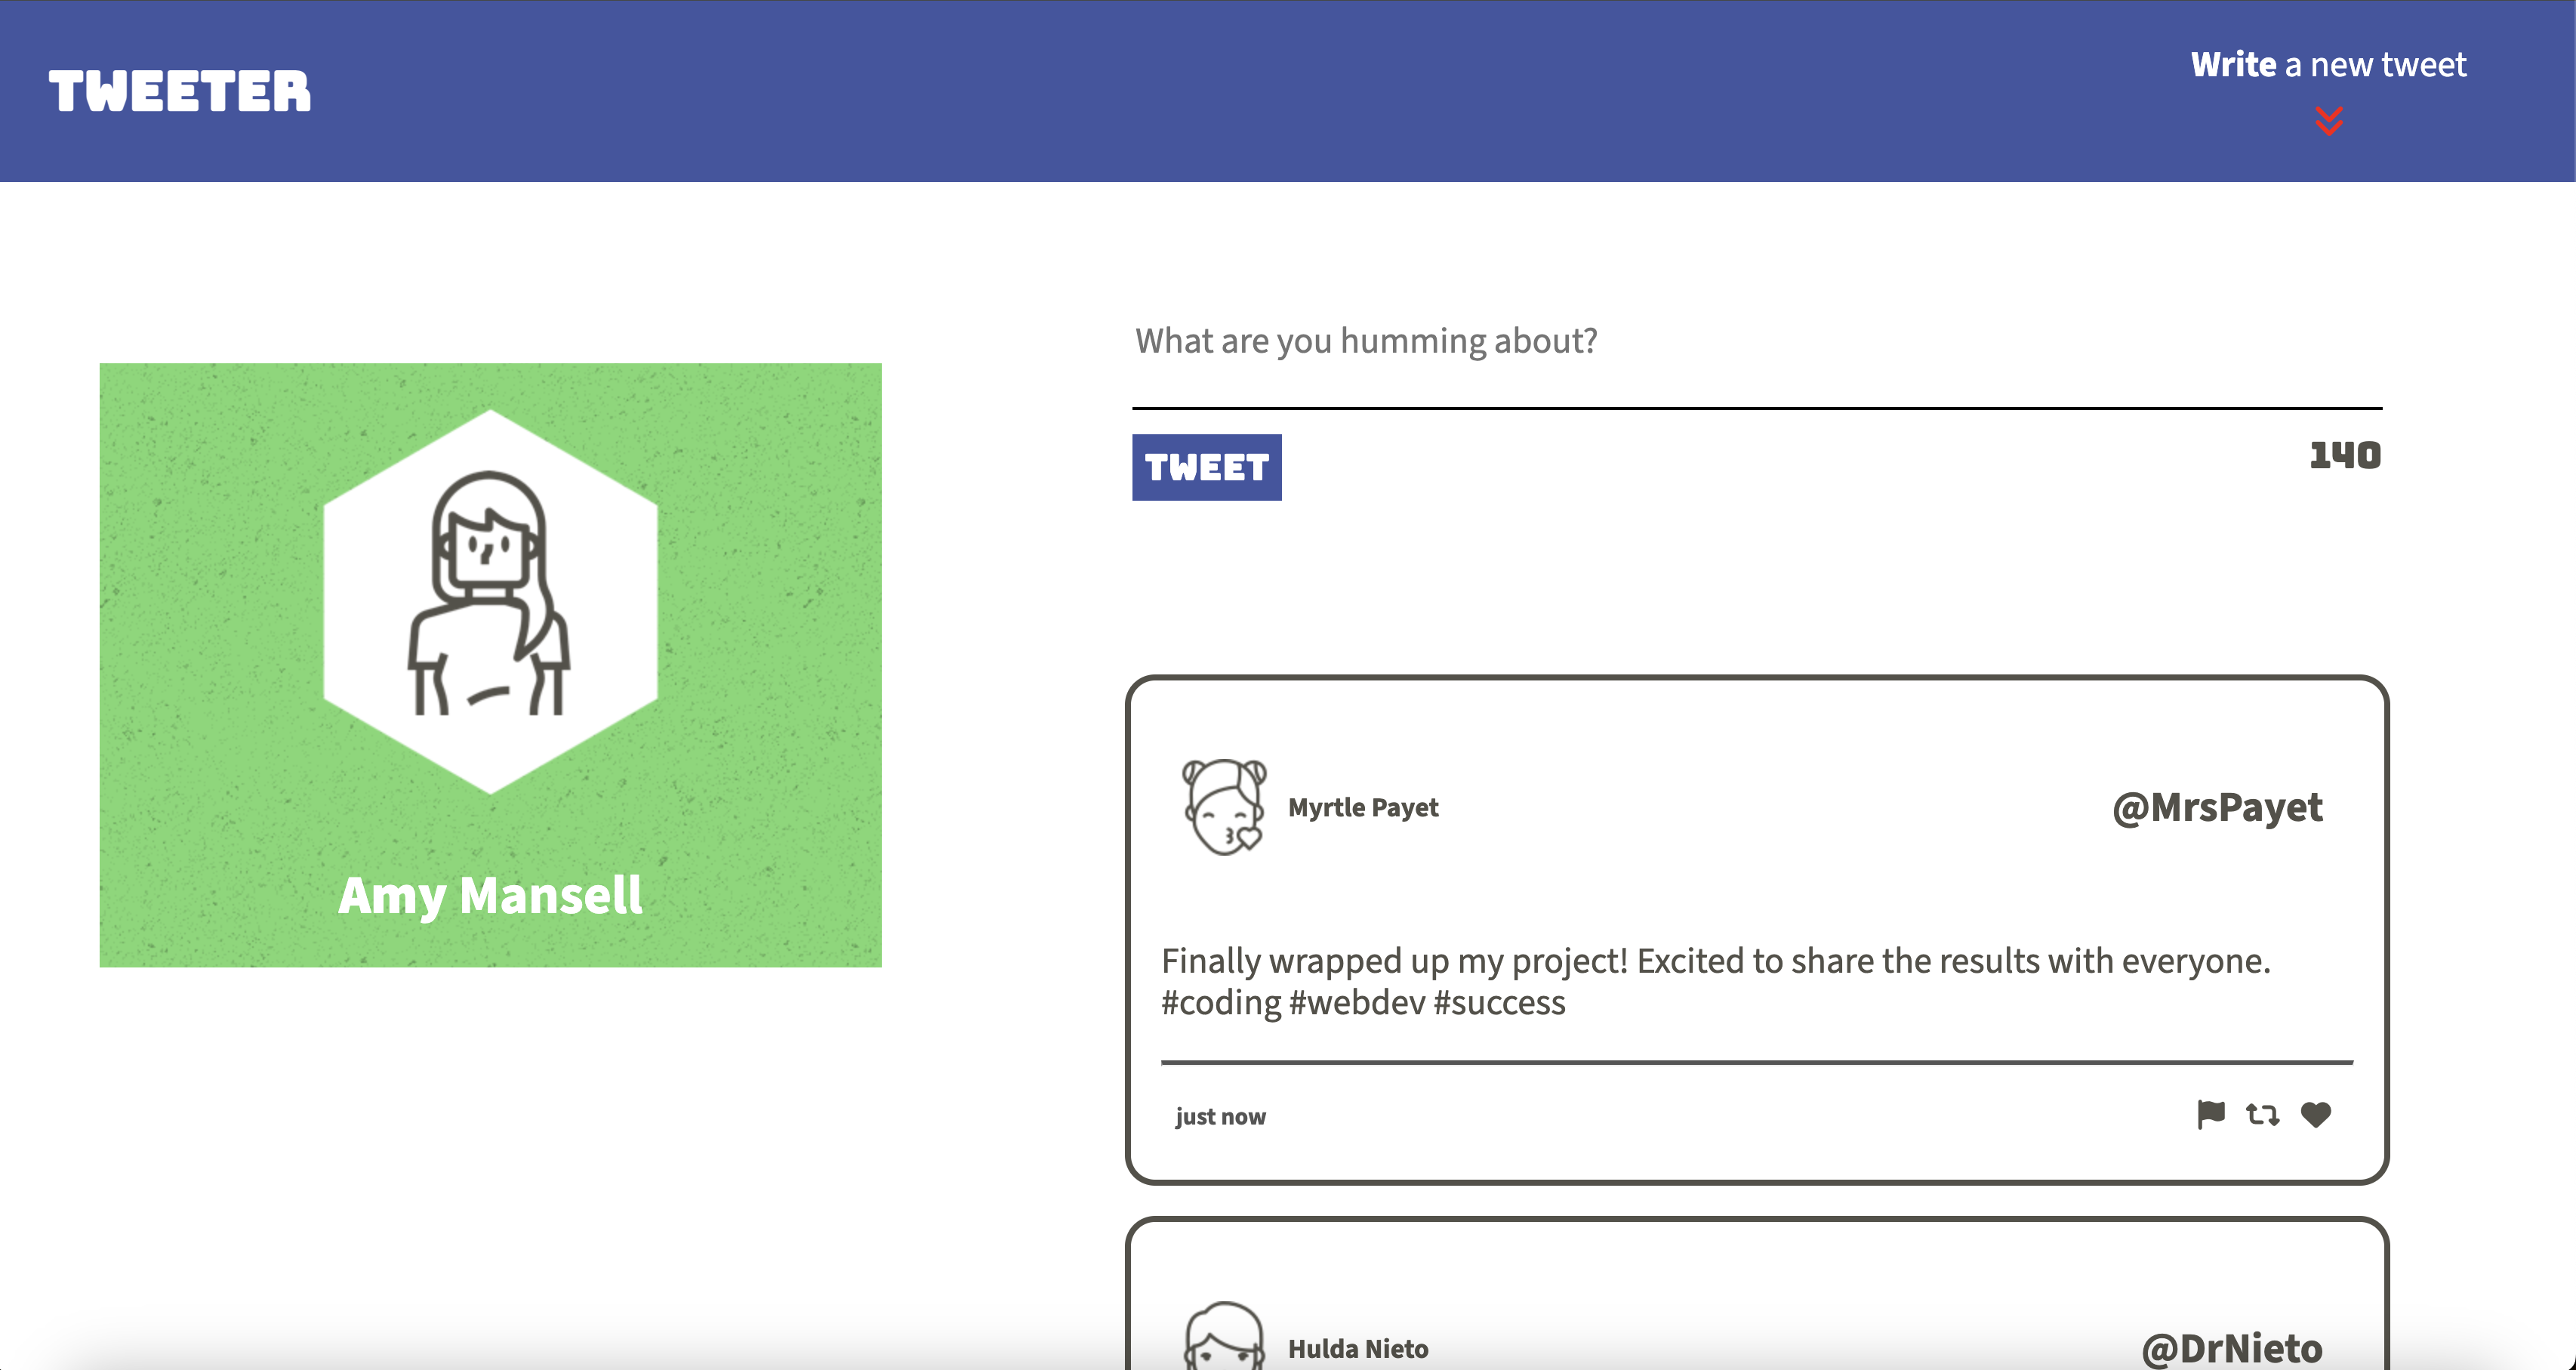 TWEETER
Write a new tweet
Amy Mansell
What are you humming about?
TWEET
140
Myrtle Payet
@MrsPayet
Finally wrapped up my project! Excited to share the results with everyone.
#coding #webdev #success
just now
Hulda Nieto
@DrNieto